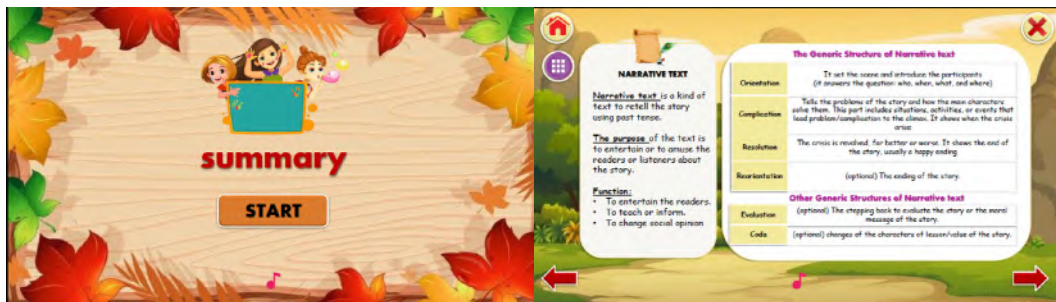 summary
START
NARRATIVE TEXT
Narrative text is a kind of
text to retell the story
using past tense.
The purpose of the text is
to entertain or to amuse the
readers or listeners about
the story.
Function:
• To entertain the readers.
• To teach or inform.
• To change social opinion
The Generic Structure of Narrative text
Orientation
It set the scene and introduce the participants
(it answers the question: who, when, what, and where)
Complication
Tells the problems of the story and how the main characters
solve them. This part includes situations, activities, or events that
lead problem/complication to the climax. It shows when the crisis
arise
Resolution
The crisis is revolved, for better or worse. It shows the end of
the story, usually a happy ending.
Reorientation
(optional) The ending of the story.
Other Generic Structures of Narrative text
Evaluation
(optional) The stepping back to evaluate the story or the moral
message of the story.
Coda
(optional) changes of the characters of lesson/value of the story.